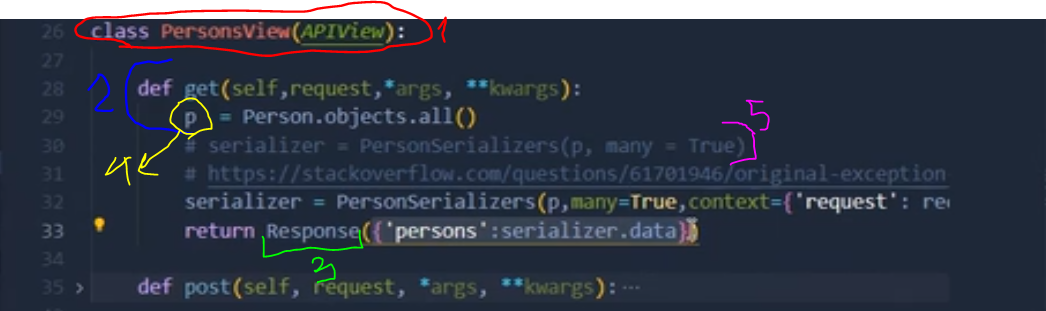 26 class PersonsView(APIView): 1
27
2 28 def get(self,request,*args, **kwargs):
29 p = Person.objects.all() 5
30 # serializer = PersonSerializers(p, many = True)
4 31 # https://stackoverflow.com/questions/61701946/original-exception
32 serializer = PersonSerializers(p,many=True,context={'request': re
33 return Response({'persons':serializer.data})
34 3
35 > def post(self, request, *args, **kwargs):⋯